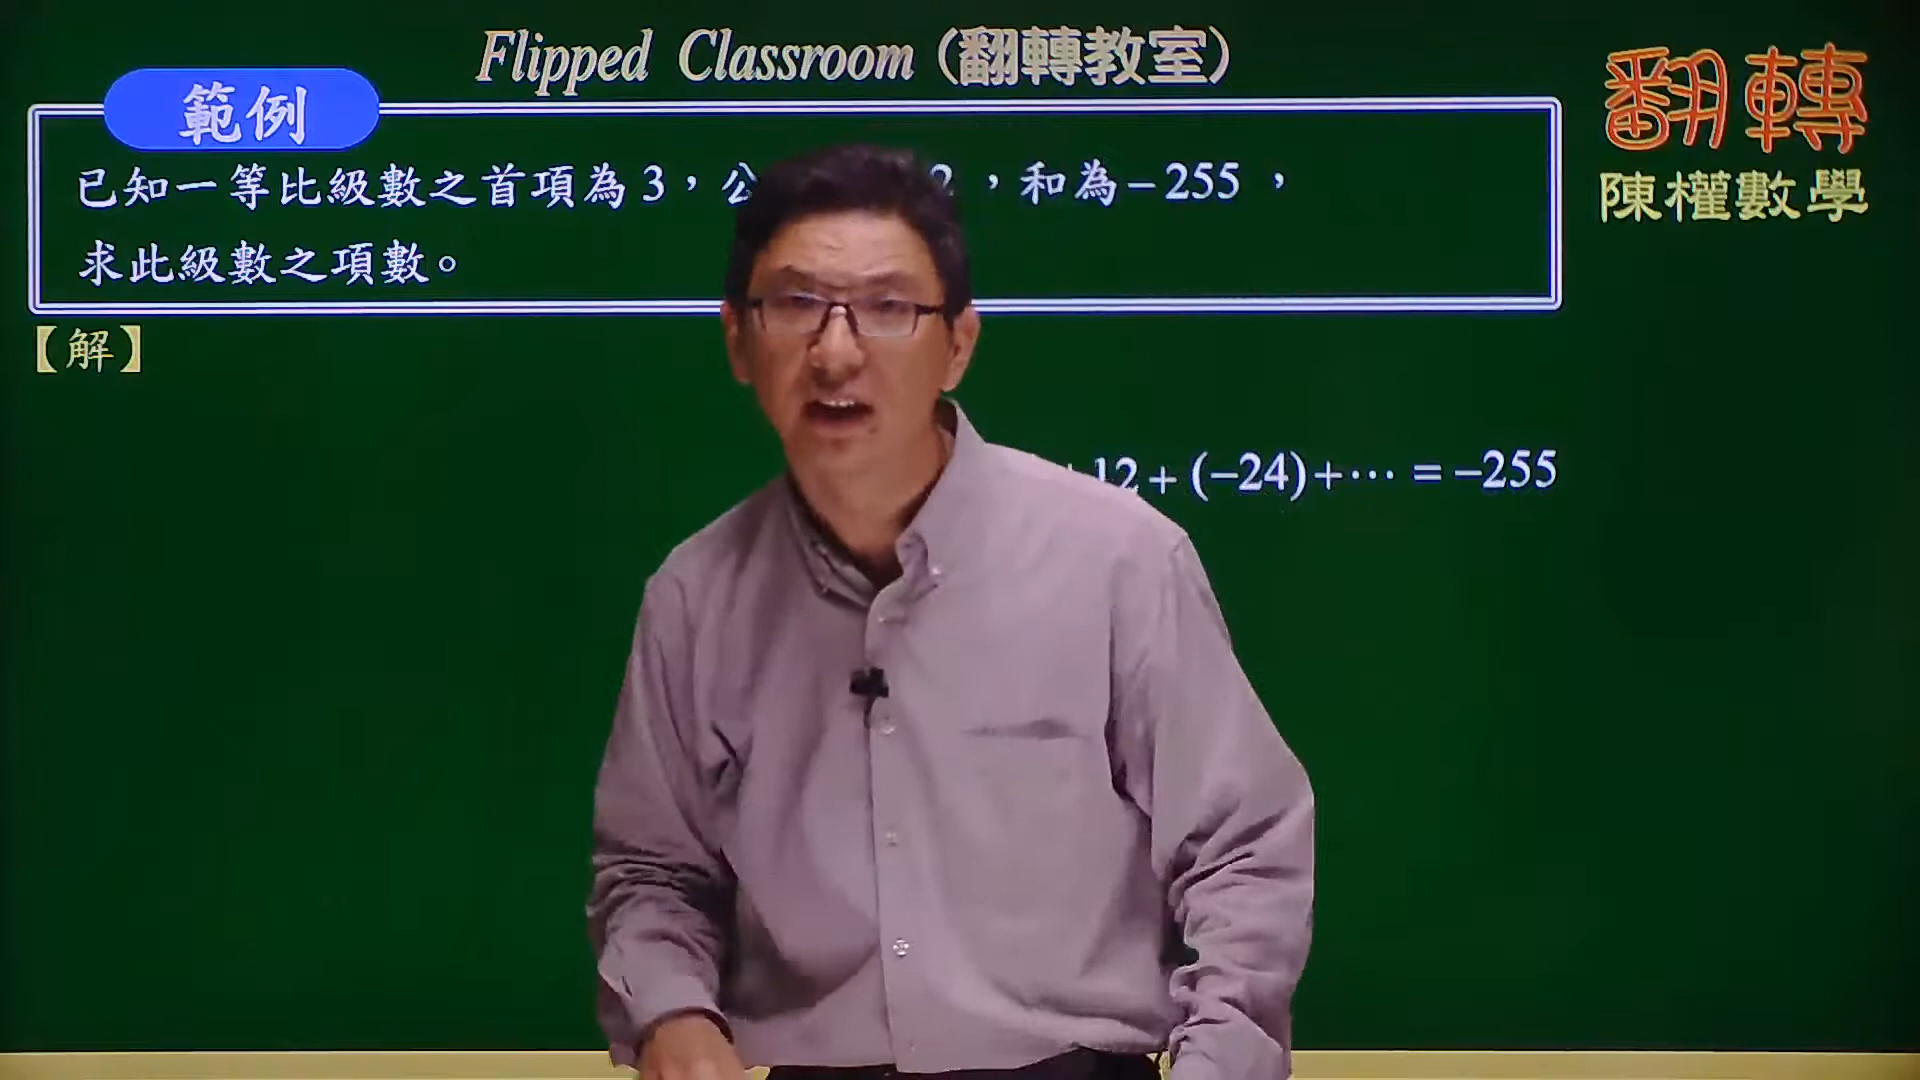 Flipped Classroom (翻轉教室)
翻轉
陳權數學
範例
已知一等比級數之首項為3,公 2,和為−255,
求此級數之項數。
【解】
+12+(−24)+⋯=−255